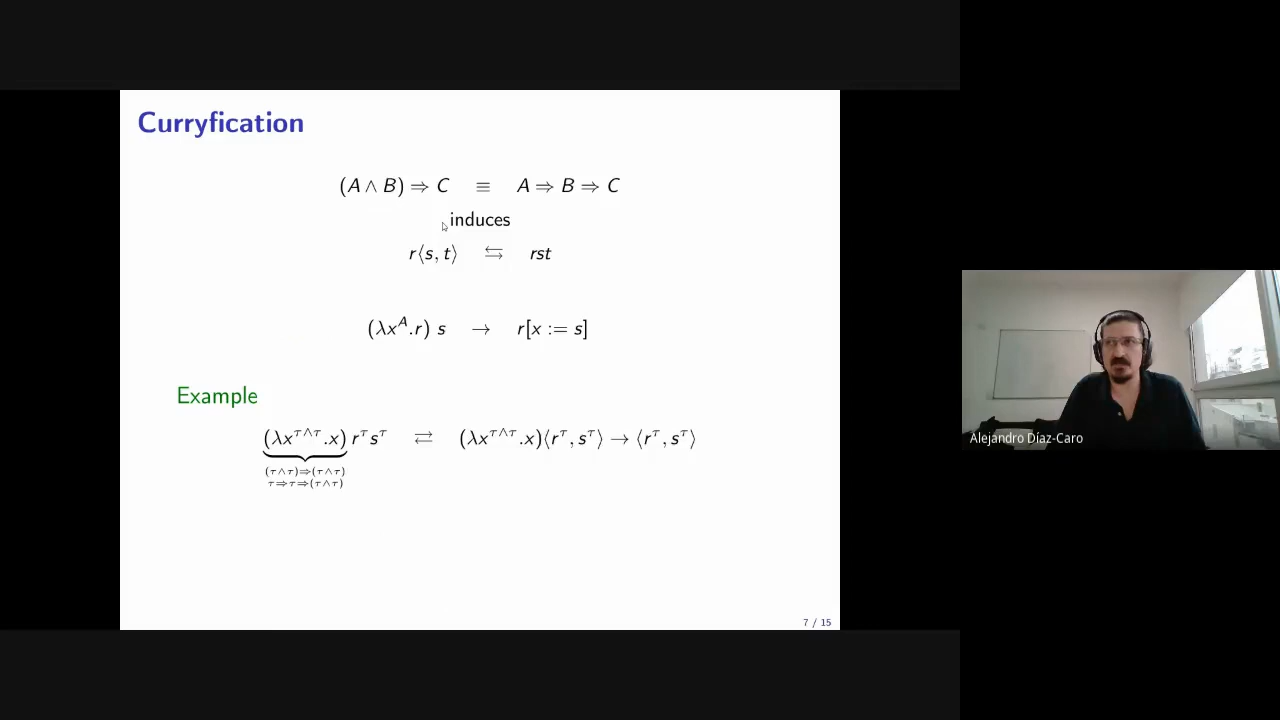 Curryfication
(A ∧ B) ⇒ C ≡ A ⇒ B ⇒ C
induces
r⟨s, t⟩ ⇆ rst
(λx^A.r) s → r[x := s]
Example
(λx^{τ∧τ}.x) r^τ s^τ ⇄ (λx^{τ∧τ}.x)⟨r^τ, s^τ⟩ → ⟨r^τ, s^τ⟩
(τ∧τ)⇒(τ∧τ)
τ⇒τ⇒(τ∧τ)
7 / 15
Alejandro Díaz-Caro